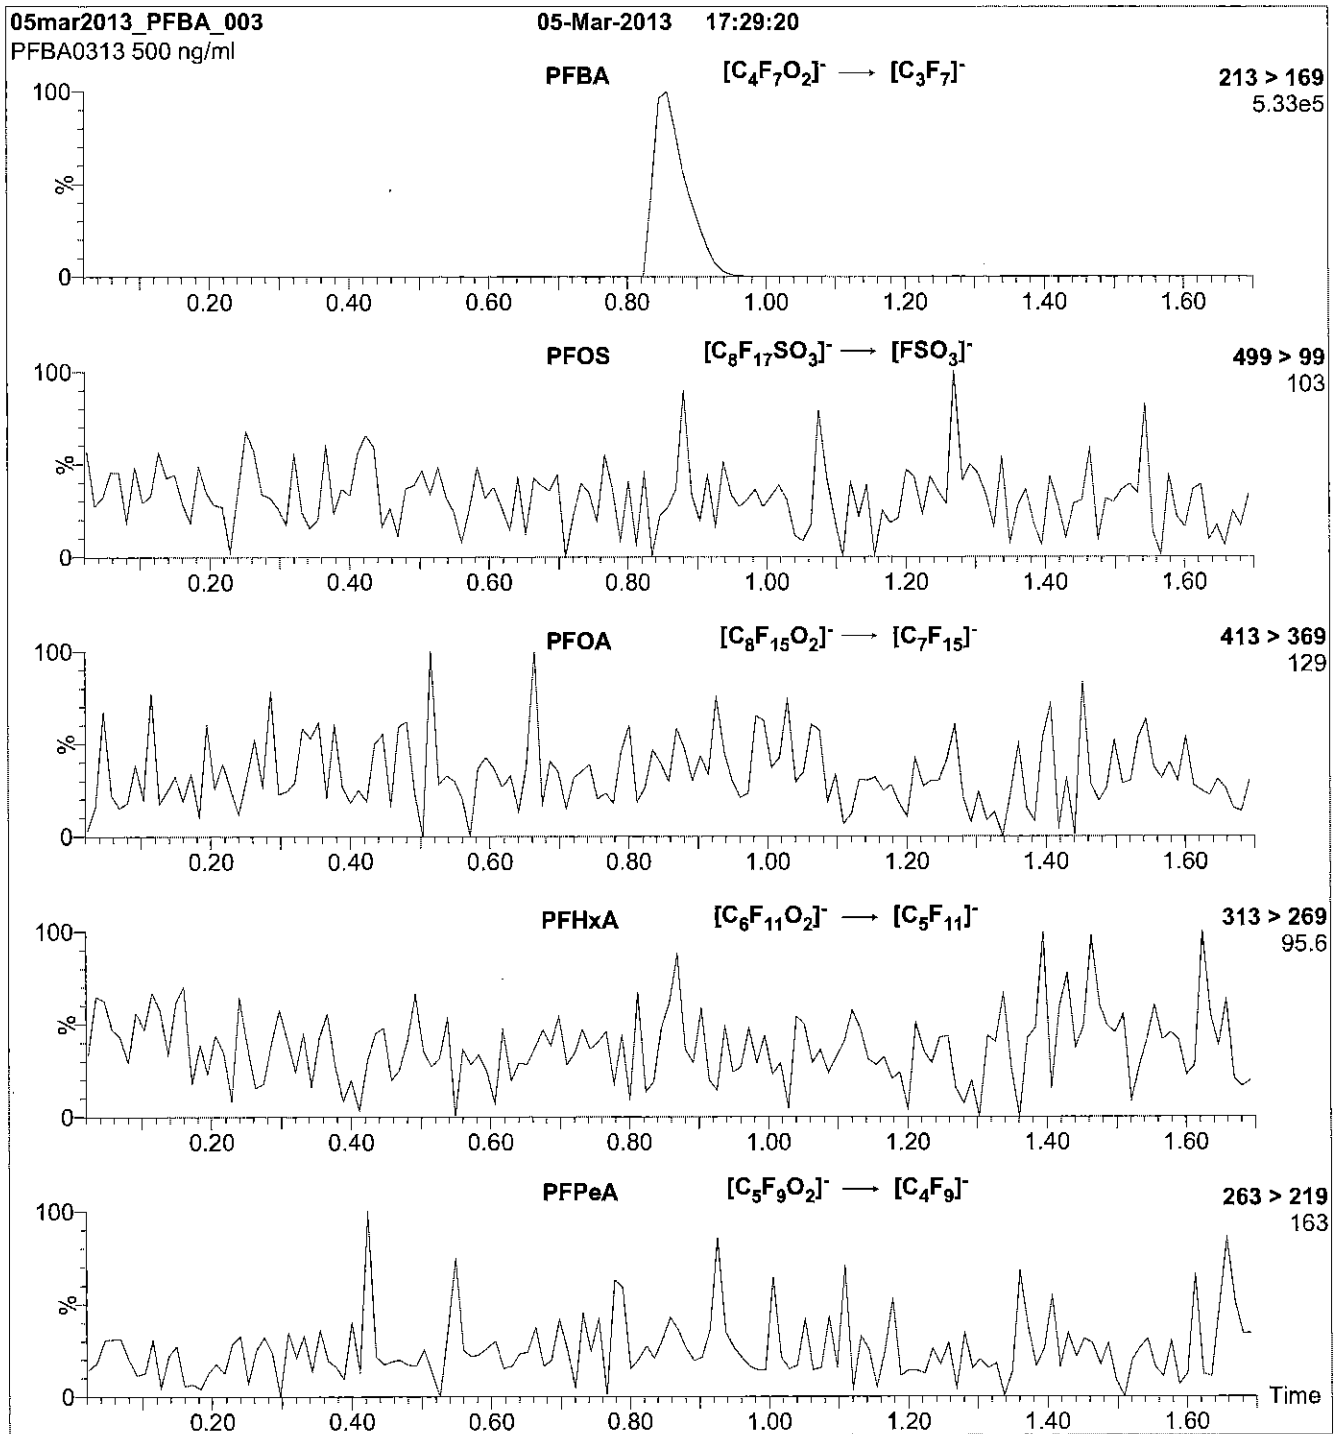 05mar2013_PFBA_003 05-Mar-2013 17:29:20
PFBA0313 500 ng/ml
PFBA [C₄F₇O₂]⁻ ⟶ [C₃F₇]⁻ 213 > 169
5.33e5
100
%
0
0.20 0.40 0.60 0.80 1.00 1.20 1.40 1.60
PFOS [C₈F₁₇SO₃]⁻ ⟶ [FSO₃]⁻ 499 > 99
103
100
%
0
0.20 0.40 0.60 0.80 1.00 1.20 1.40 1.60
PFOA [C₈F₁₅O₂]⁻ ⟶ [C₇F₁₅]⁻ 413 > 369
129
100
%
0
0.20 0.40 0.60 0.80 1.00 1.20 1.40 1.60
PFHxA [C₆F₁₁O₂]⁻ ⟶ [C₅F₁₁]⁻ 313 > 269
95.6
100
%
0
0.20 0.40 0.60 0.80 1.00 1.20 1.40 1.60
PFPeA [C₅F₉O₂]⁻ ⟶ [C₄F₉]⁻ 263 > 219
163
100
%
0
Time
0.20 0.40 0.60 0.80 1.00 1.20 1.40 1.60